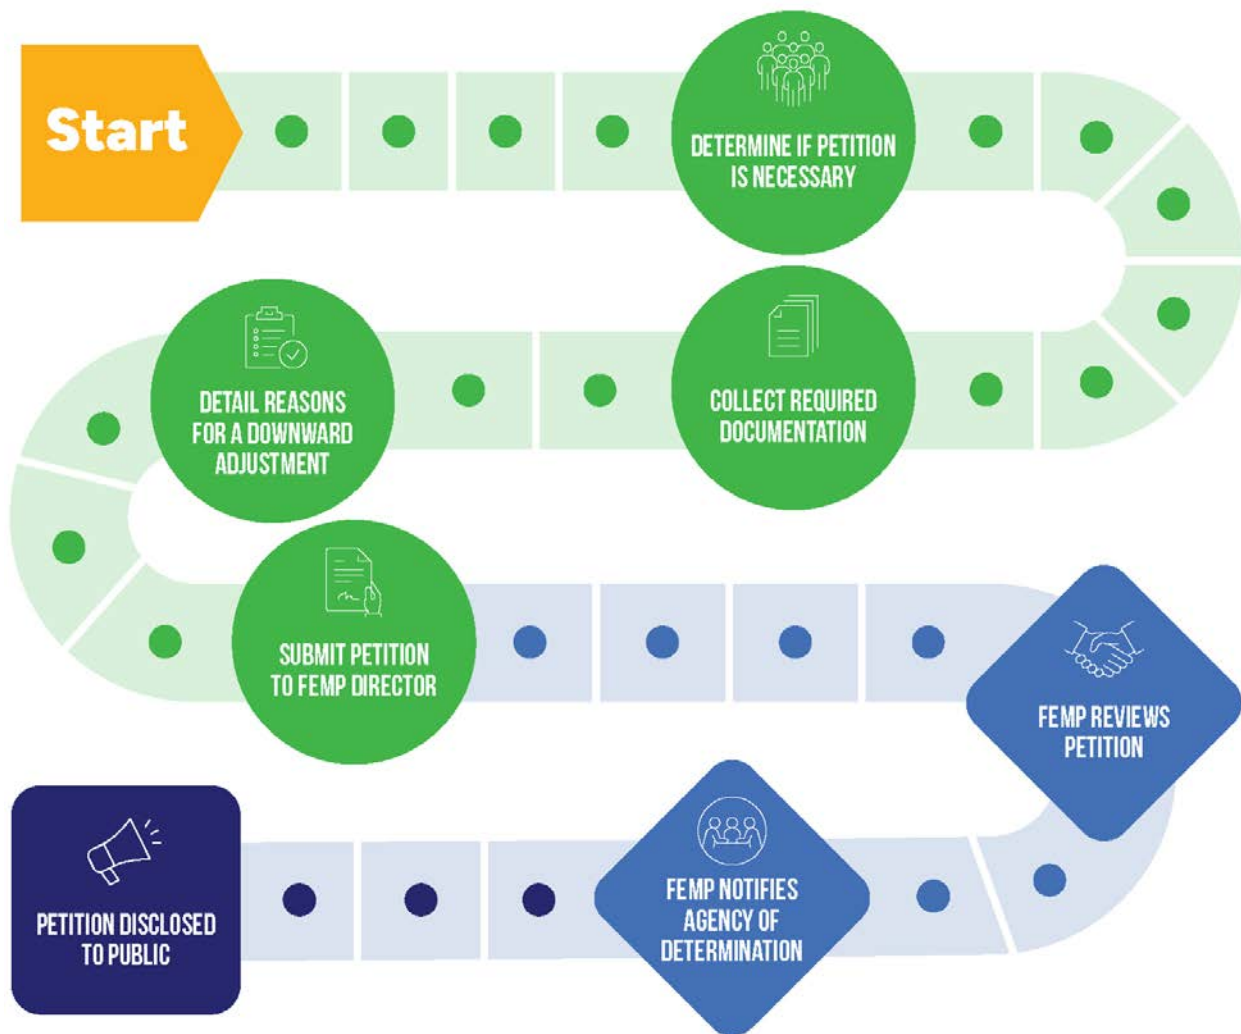 Start
DETERMINE IF PETITION
IS NECESSARY
COLLECT REQUIRED
DOCUMENTATION
DETAIL REASONS
FOR A DOWNWARD
ADJUSTMENT
SUBMIT PETITION
TO FEMP DIRECTOR
FEMP REVIEWS
PETITION
FEMP NOTIFIES
AGENCY OF
DETERMINATION
PETITION DISCLOSED
TO PUBLIC